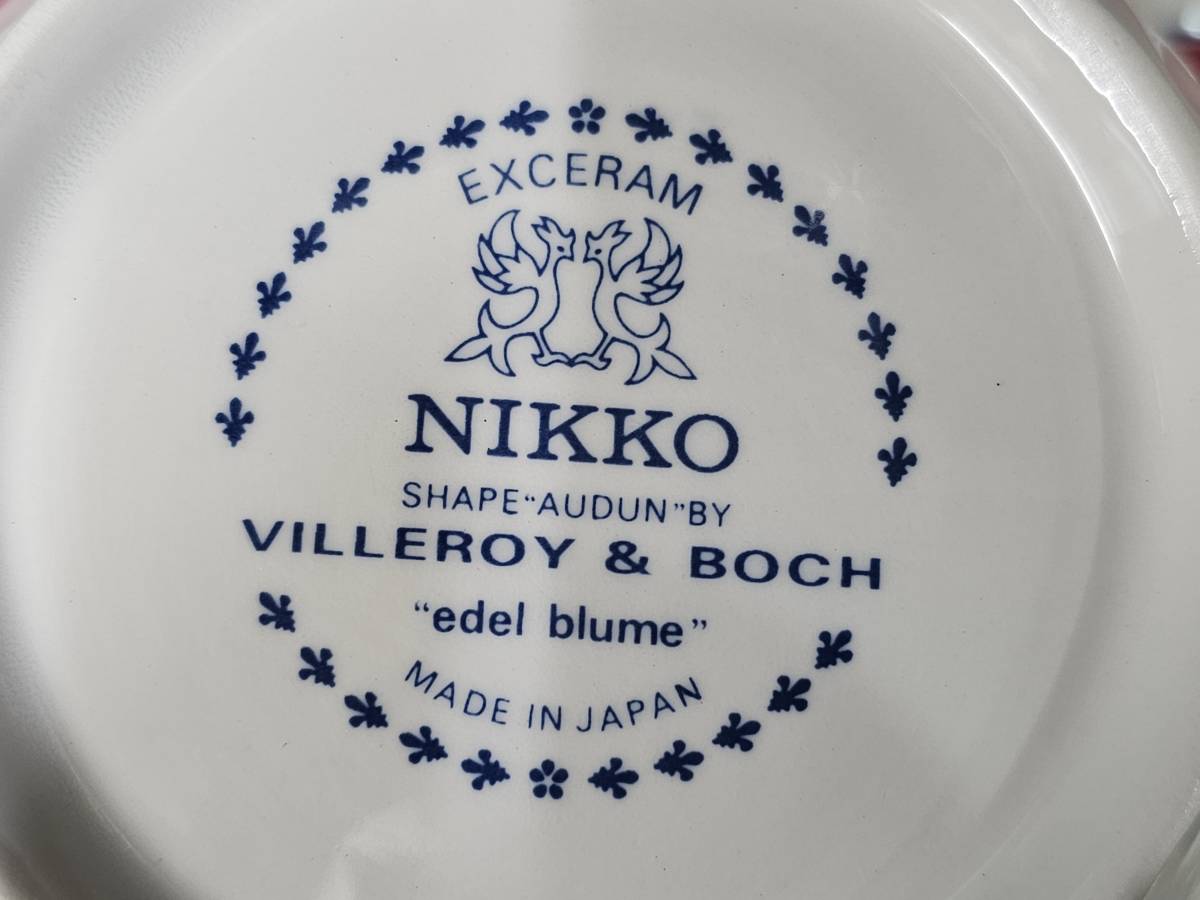 EXCERAM
NIKKO
SHAPE“AUDUN”BY
VILLEROY & BOCH
“edel blume”
MADE IN JAPAN